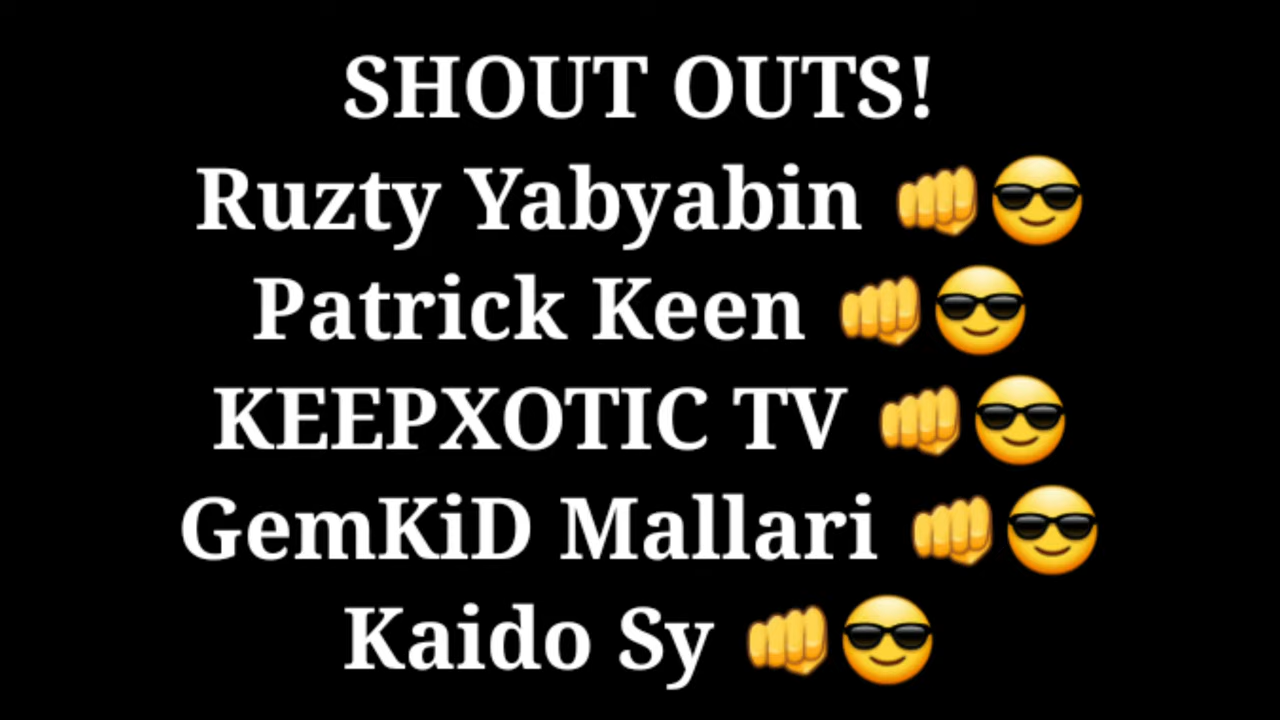 SHOUT OUTS!
Ruzty Yabyabin 👊😎
Patrick Keen 👊😎
KEEPXOTIC TV 👊😎
GemKiD Mallari 👊😎
Kaido Sy 👊😎